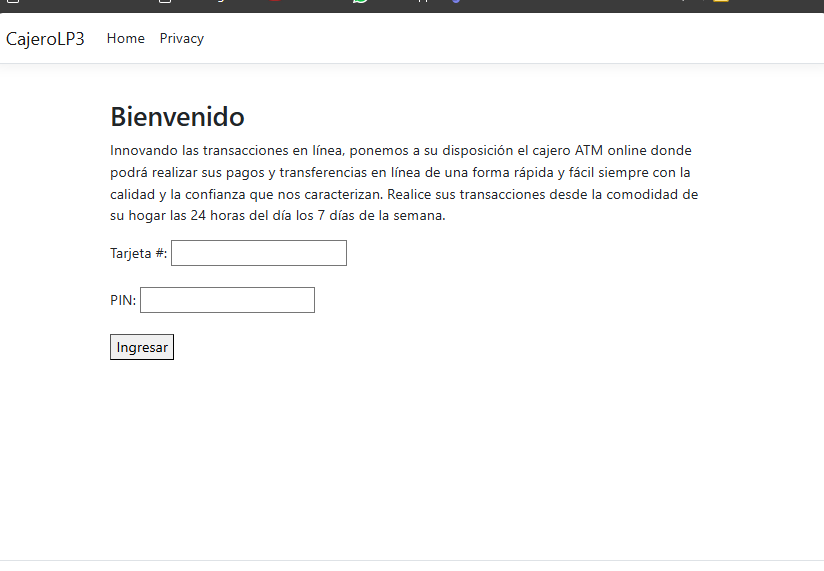 CajeroLP3 Home Privacy
Bienvenido
Innovando las transacciones en línea, ponemos a su disposición el cajero ATM online donde
podrá realizar sus pagos y transferencias en línea de una forma rápida y fácil siempre con la
calidad y la confianza que nos caracterizan. Realice sus transacciones desde la comodidad de
su hogar las 24 horas del día los 7 días de la semana.
Tarjeta #:
PIN:
Ingresar